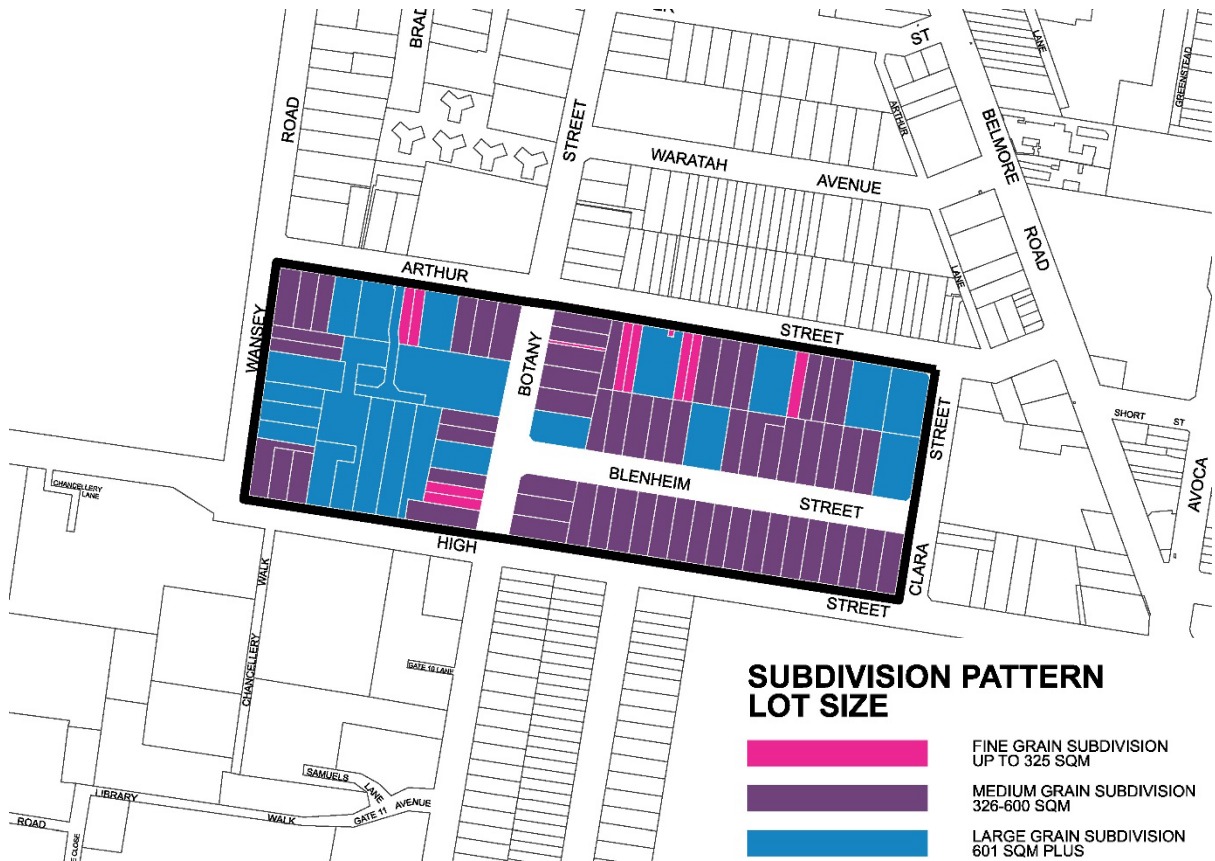 BRAD
ST
LANE
GREENSTEAD
ROAD
STREET
ARTHUR
BELMORE
WARATAH
AVENUE
ROAD
ARTHUR
LANE
STREET
WANSEY
BOTANY
SHORT ST
STREET
BLENHEIM
STREET
AVOCA
CHANCELLERY
LANE
HIGH
CLARA
STREET
WALK
CHANCELLERY
GATE 10 LANE
SUBDIVISION PATTERN
LOT SIZE
FINE GRAIN SUBDIVISION
UP TO 325 SQM
MEDIUM GRAIN SUBDIVISION
326-600 SQM
LARGE GRAIN SUBDIVISION
601 SQM PLUS
SAMUELS
LANE
LIBRARY
WALK
GATE 11 AVENUE
ROAD
E CLOSE